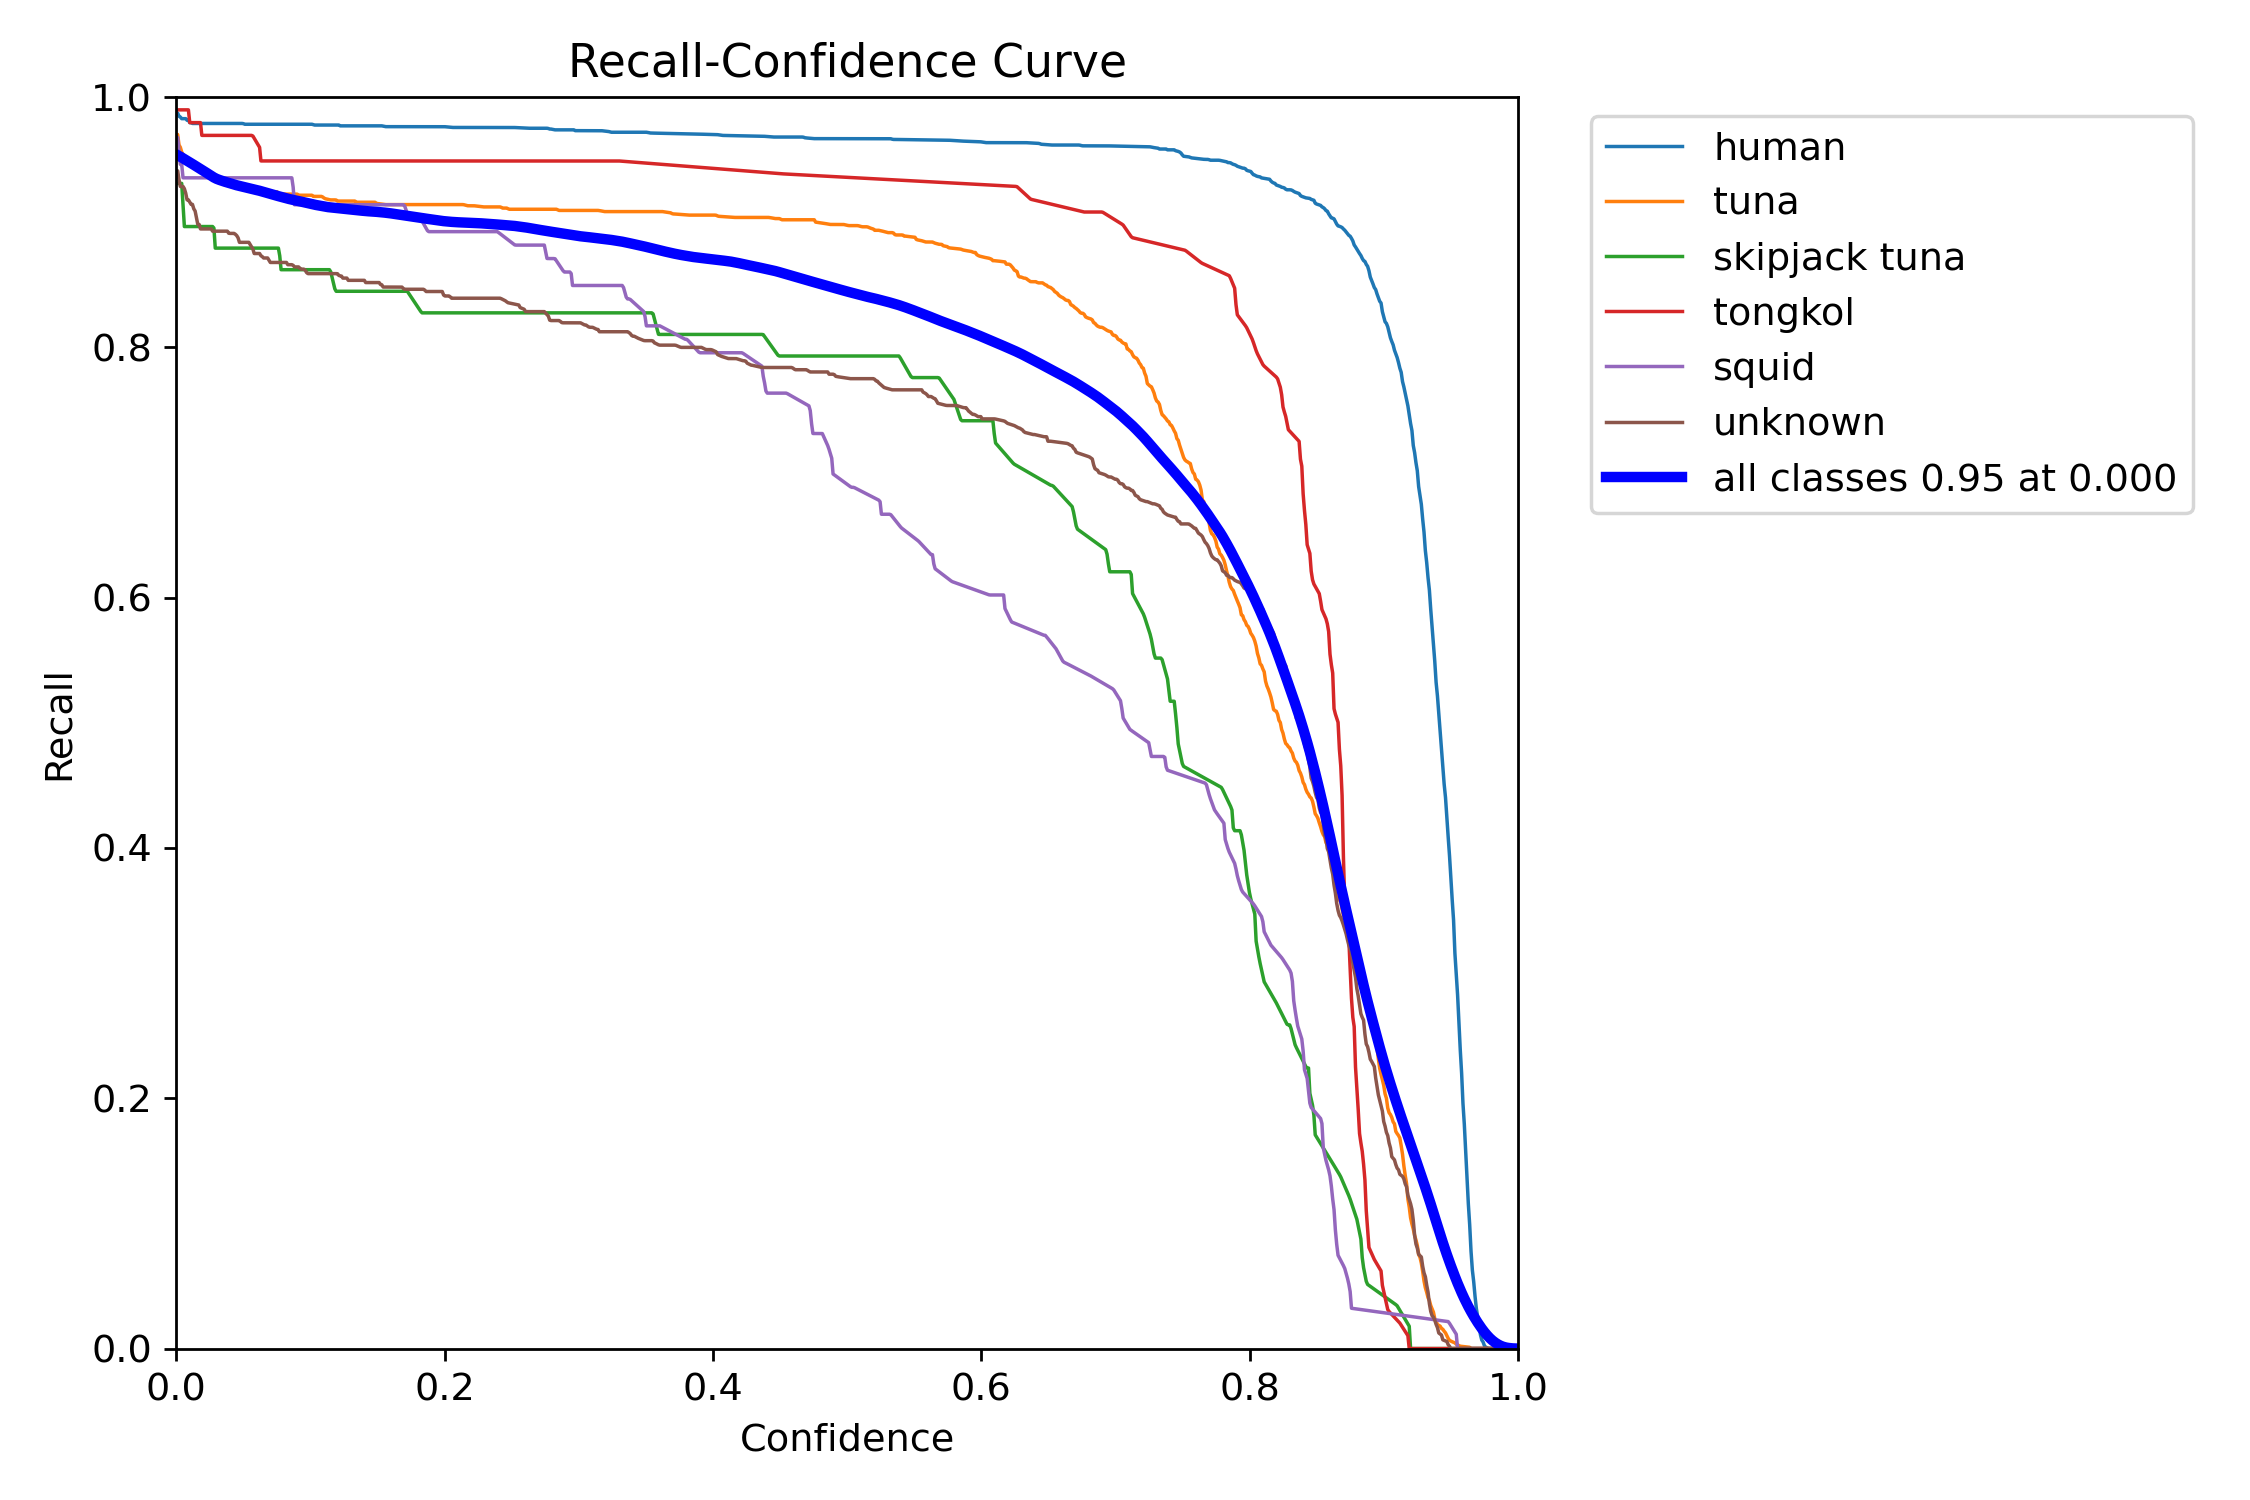 Recall-Confidence Curve
1.0
0.8
0.6
0.4
0.2
0.0
Recall
0.0 0.2 0.4 0.6 0.8 1.0
Confidence
human
tuna
skipjack tuna
tongkol
squid
unknown
all classes 0.95 at 0.000